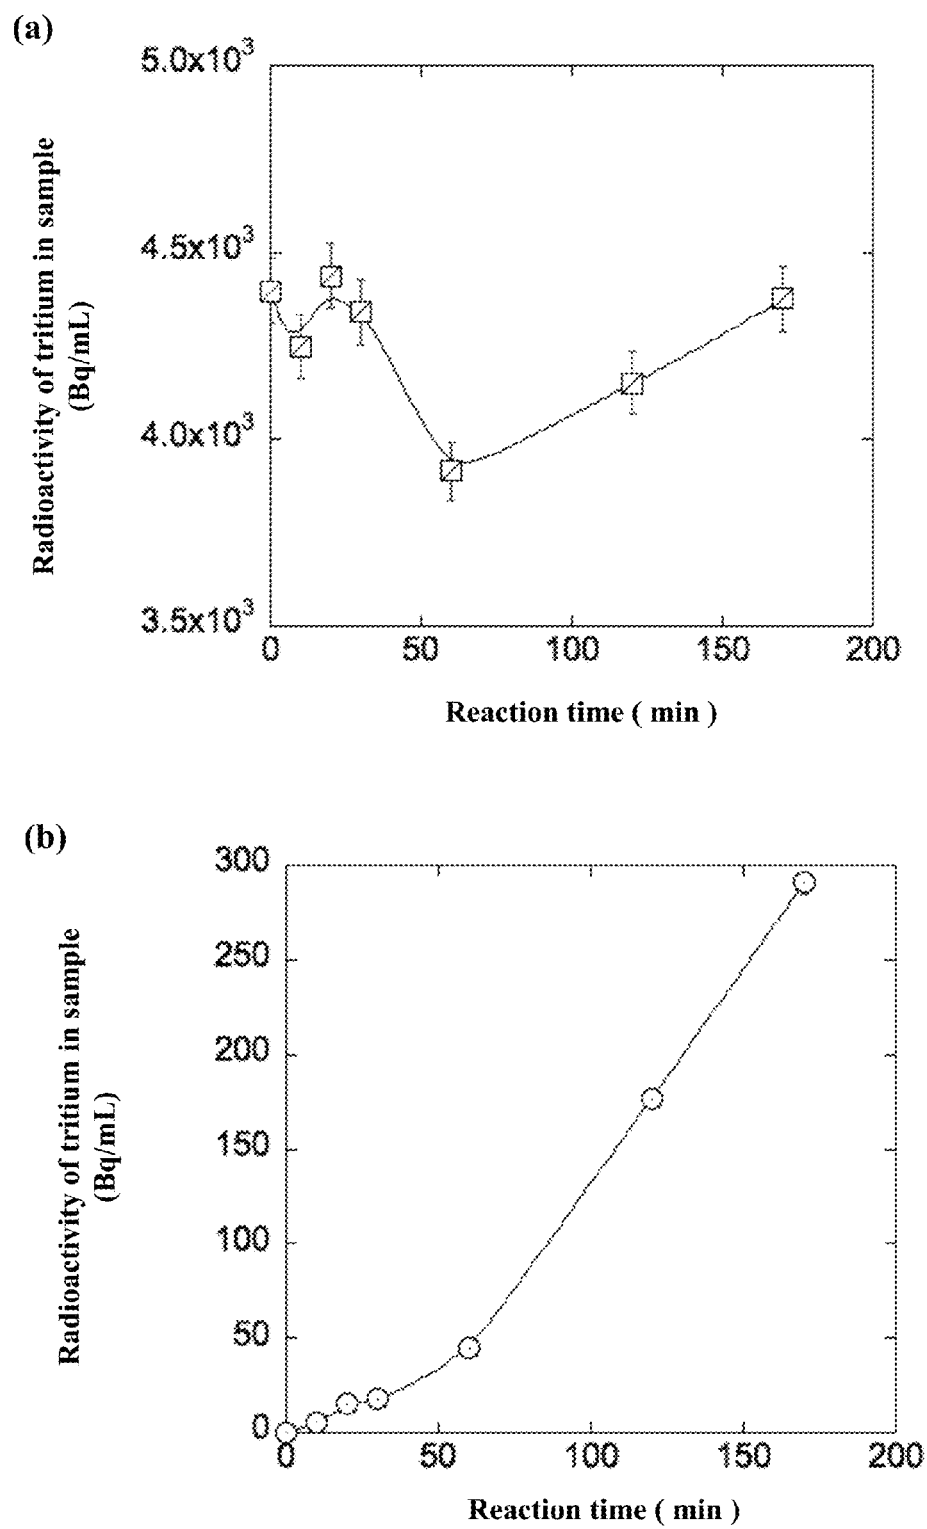 (a)
5.0x10³
4.5x10³
4.0x10³
3.5x10³
0 50 100 150 200
Radioactivity of tritium in sample
(Bq/mL)
Reaction time ( min )
(b)
300
250
200
150
100
50
0
0 50 100 150 200
Radioactivity of tritium in sample
(Bq/mL)
Reaction time ( min )